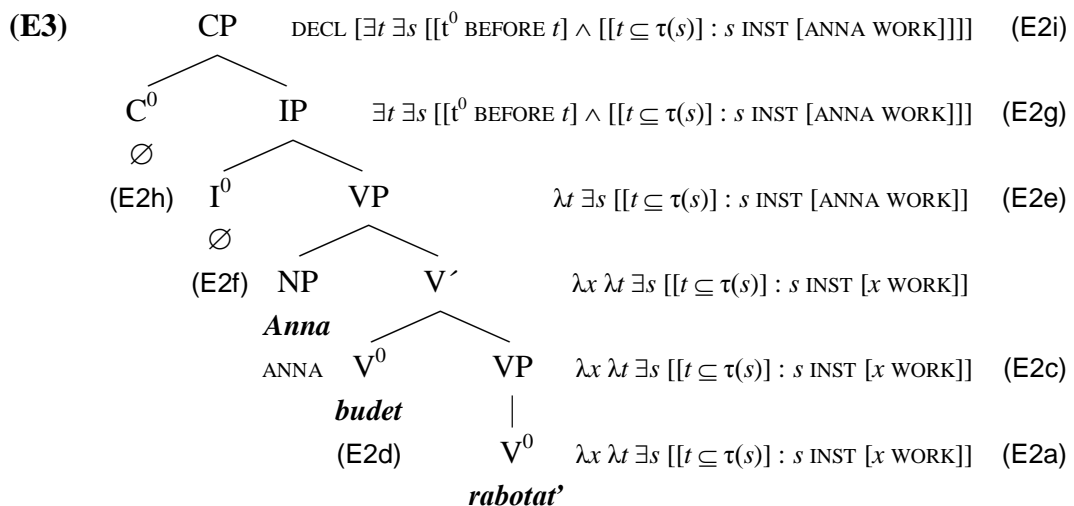 (E3) CP DECL [∃t ∃s [[t⁰ BEFORE t] ∧ [[t ⊆ τ(s)] : s INST [ANNA WORK]]]] (E2i)
C⁰ IP ∃t ∃s [[t⁰ BEFORE t] ∧ [[t ⊆ τ(s)] : s INST [ANNA WORK]]] (E2g)
∅
(E2h) I⁰ VP λt ∃s [[t ⊆ τ(s)] : s INST [ANNA WORK]] (E2e)
∅
(E2f) NP V´ λx λt ∃s [[t ⊆ τ(s)] : s INST [x WORK]]
Anna
ANNA V⁰ VP λx λt ∃s [[t ⊆ τ(s)] : s INST [x WORK]] (E2c)
budet
(E2d) V⁰ λx λt ∃s [[t ⊆ τ(s)] : s INST [x WORK]] (E2a)
rabotat’